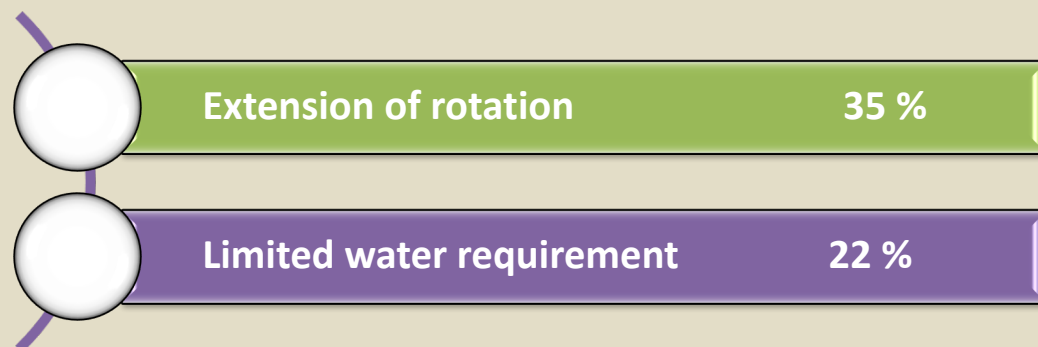 Extension of rotation 35 %
Limited water requirement 22 %